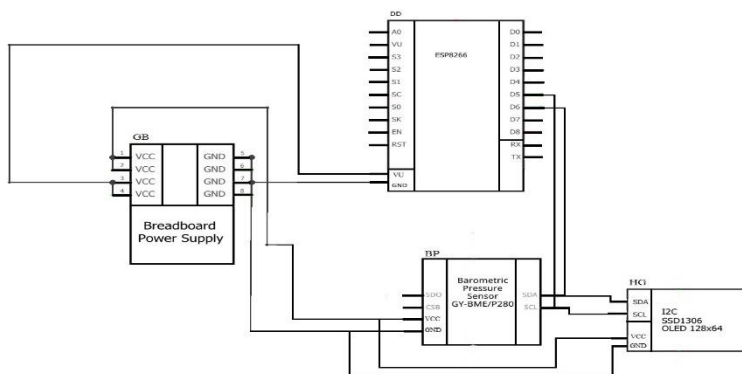 DD
A0
VU
S3
S2
S1
SC
S0
SK
EN
RST
ESP8266
D0
D1
D2
D3
D4
D5
D6
D7
D8
RX
TX
VU
GND
GB
1 VCC GND 5
2 VCC GND 6
3 VCC GND 7
4 VCC GND 8
Breadboard
Power Supply
BP
Barometric
Pressure
Sensor
GY-BME/P280
SDO
CSB
VCC
GND
SDA
SCL
HG
SDA
SCL
VCC
GND
I2C
SSD1306
OLED 128x64